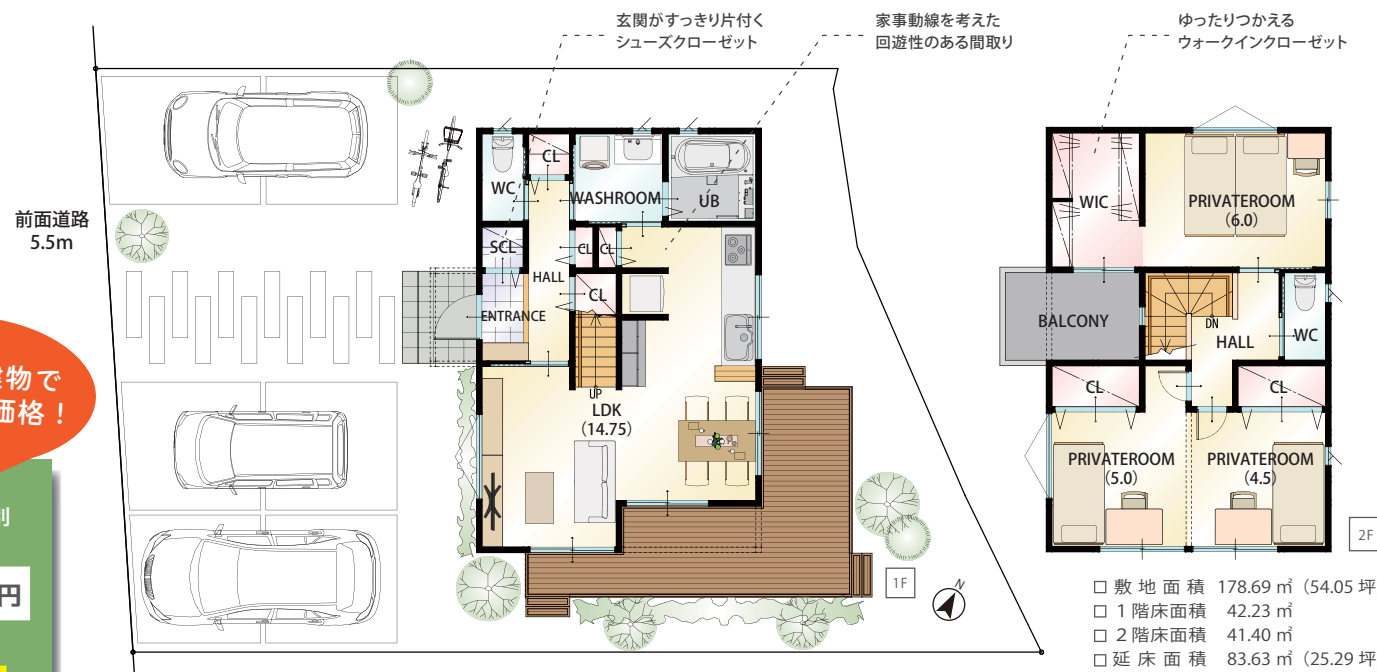 玄関がすっきり片付く
シューズクローゼット
家事動線を考えた
回遊性のある間取り
ゆったりつかえる
ウォークインクローゼット
前面道路
5.5m
WC
CL
WASHROOM
UB
SCL
CL
CL
HALL
CL
ENTRANCE
UP
LDK
(14.75)
1F
N
WIC
PRIVATEROOM
(6.0)
BALCONY
DN
HALL
WC
CL
CL
PRIVATEROOM
(5.0)
PRIVATEROOM
(4.5)
2F
物で
価格！
円
□ 敷 地 面 積 178.69 ㎡（54.05 坪
□ 1 階床面積 42.23 ㎡
□ 2 階床面積 41.40 ㎡
□ 延 床 面 積 83.63 ㎡（25.29 坪